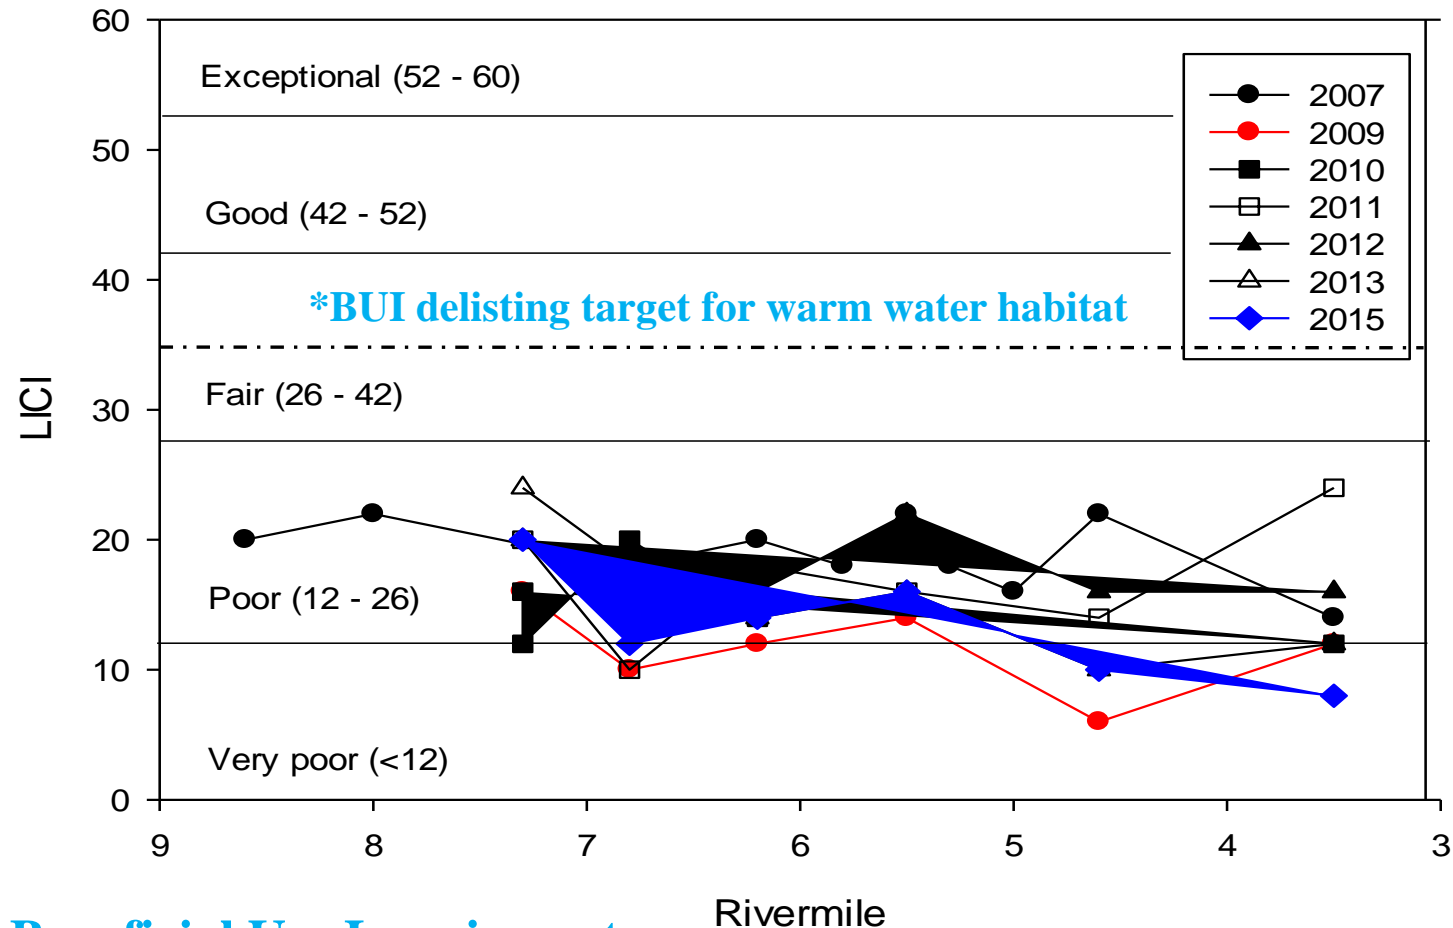 60
50
40
30
20
10
0
LICI
Exceptional (52 - 60)
Good (42 - 52)
*BUI delisting target for warm water habitat
Fair (26 - 42)
Poor (12 - 26)
Very poor (<12)
2007
2009
2010
2011
2012
2013
2015
9 8 7 6 5 4 3
Rivermile